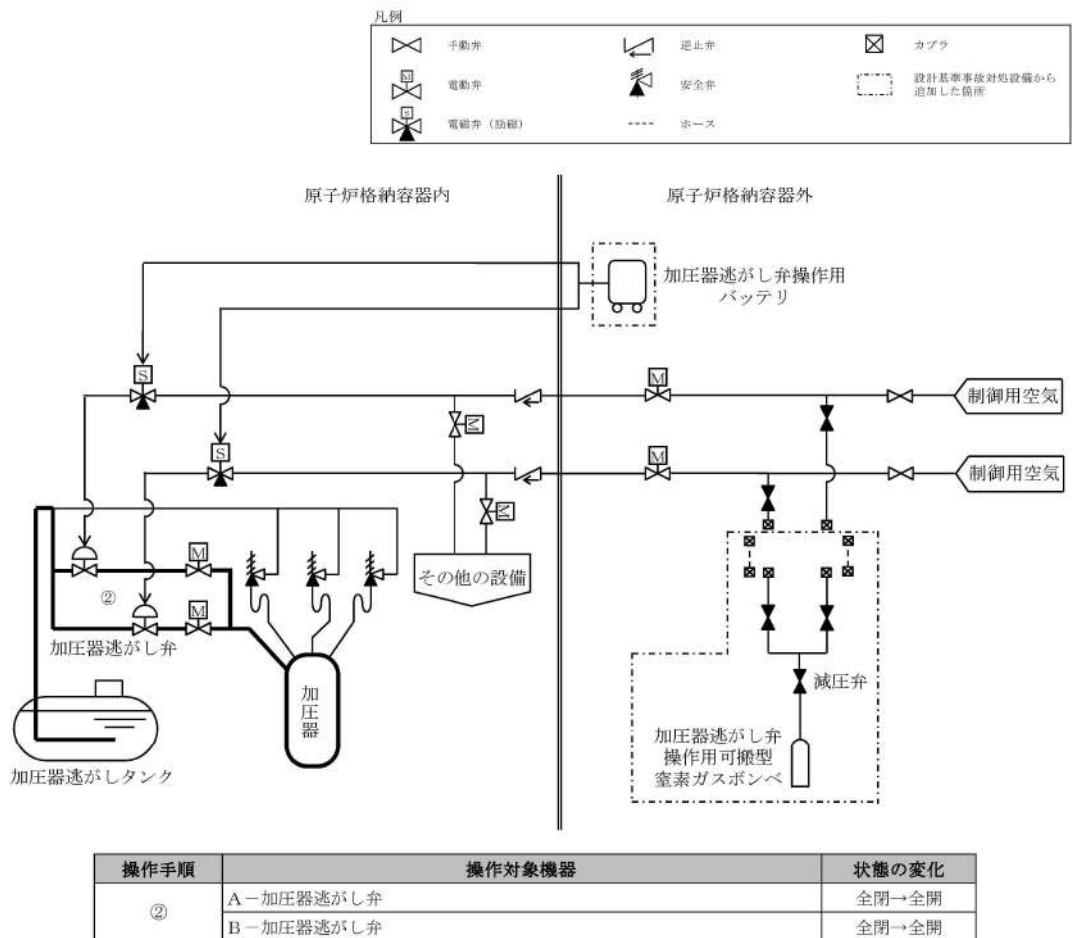 凡例
手動弁
逆止弁
カプラ
M
電動弁
安全弁
設計基準事故対処設備から
追加した箇所
S
電磁弁（励磁）
ホース
原子炉格納容器内
原子炉格納容器外
加圧器逃がし弁操作用
バッテリ
S
M
制御用空気
M
S
M
制御用空気
M
M
その他の設備
②
M
加圧器逃がし弁
加圧器
減圧弁
加圧器逃がし弁
操作用可搬型
窒素ガスボンベ
加圧器逃がしタンク
操作手順 操作対象機器 状態の変化
② A－加圧器逃がし弁 全閉→全開
B－加圧器逃がし弁 全閉→全開